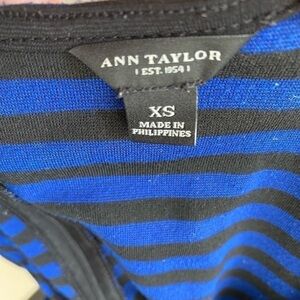 ANN TAYLOR
| EST. 1954 |
XS
MADE IN
PHILIPPINES